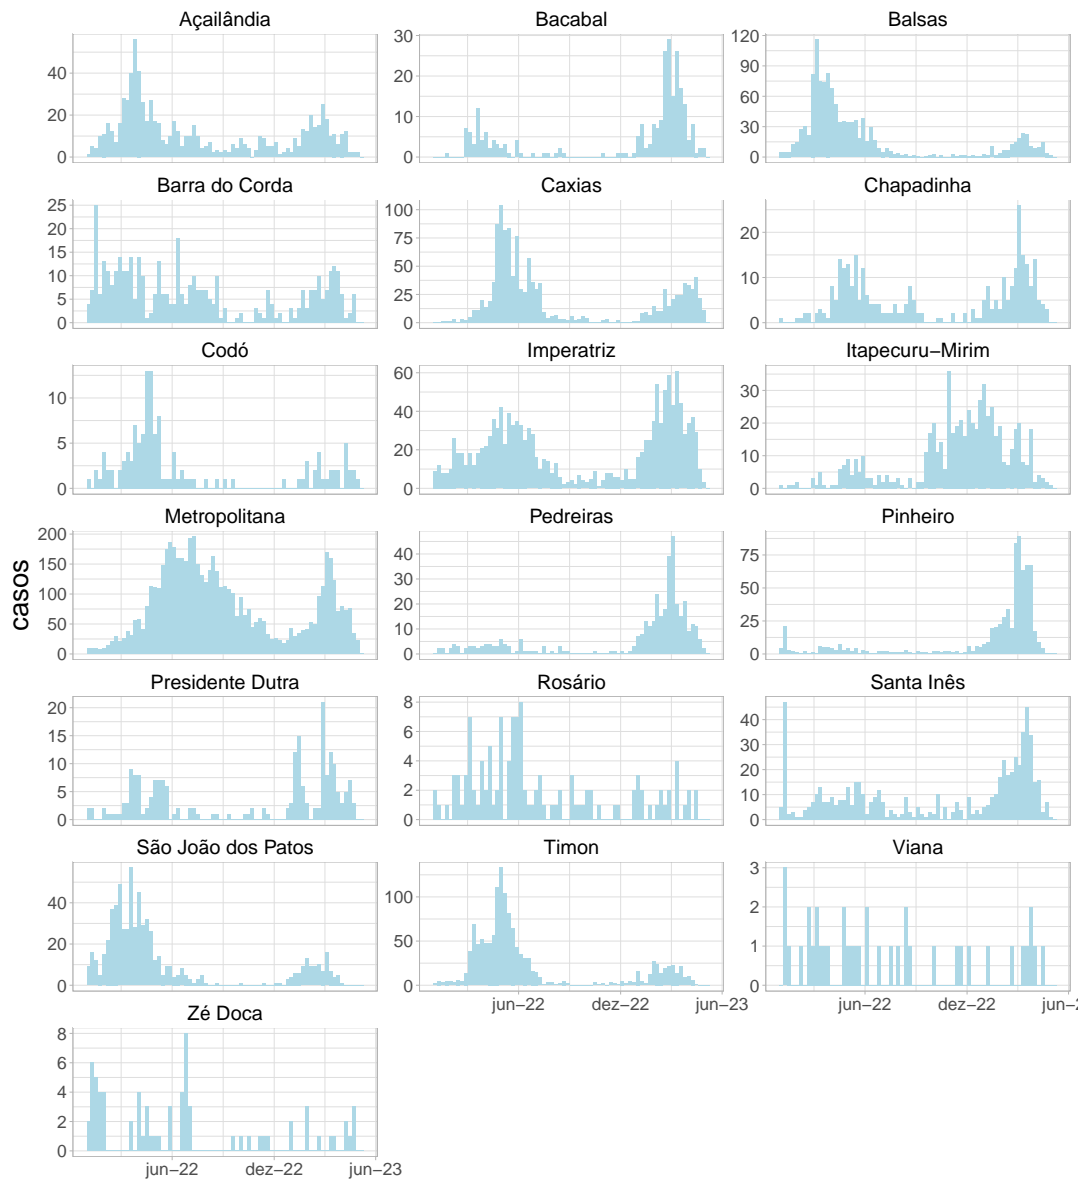 Açailândia
Bacabal
Balsas
40
20
0
30
20
10
0
120
90
60
30
0
Barra do Corda
Caxias
Chapadinha
25
20
15
10
5
0
100
75
50
25
0
20
10
0
Codó
Imperatriz
Itapecuru−Mirim
10
5
0
60
40
20
0
30
20
10
0
Metropolitana
Pedreiras
Pinheiro
200
150
100
50
0
40
30
20
10
0
75
50
25
0
casos
Presidente Dutra
Rosário
Santa Inês
20
15
10
5
0
8
6
4
2
0
40
30
20
10
0
São João dos Patos
Timon
Viana
40
20
0
100
50
0
3
2
1
0
jun−22
dez−22
jun−23
jun−22
dez−22
jun−2
Zé Doca
8
6
4
2
0
jun−22
dez−22
jun−23